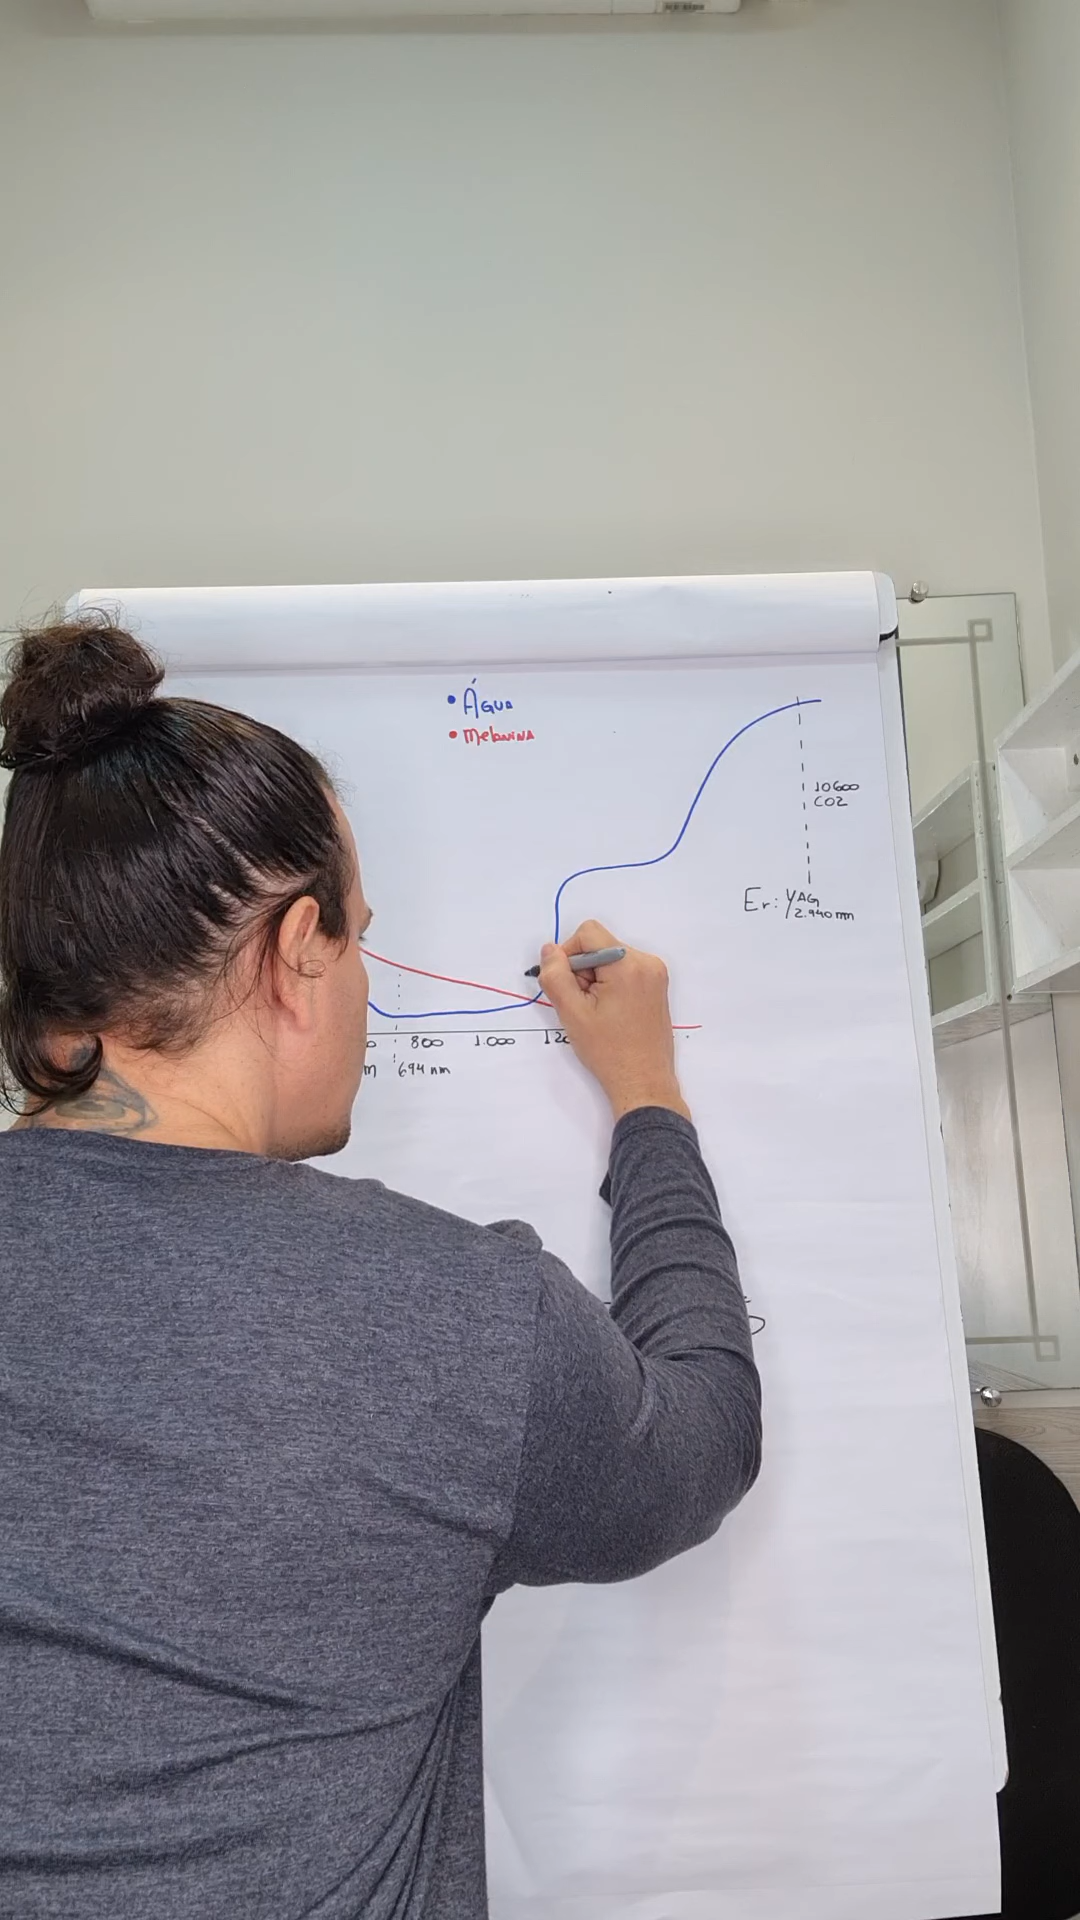 • Água
• Melanina
10600
CO2
Er: YAG
2.940 nm
800 1.000
694 nm